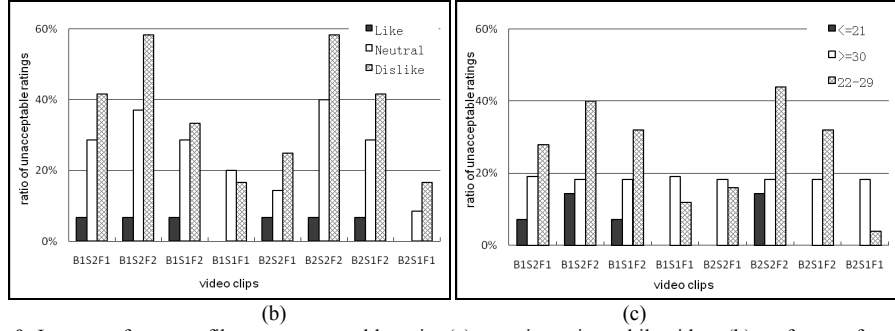 60%
40%
20%
0%
ratio of unacceptable ratings
Like
Neutral
Dislike
B1S2F1 B1S2F2 B1S1F2 B1S1F1 B2S2F1 B2S2F2 B2S1F2 B2S1F1
video clips
(b)
60%
40%
20%
0%
ratio of unacceptable ratings
<=21
>=30
22-29
B1S2F1 B1S2F2 B1S1F2 B1S1F1 B2S2F1 B2S2F2 B2S1F2 B2S1F1
video clips
(c)